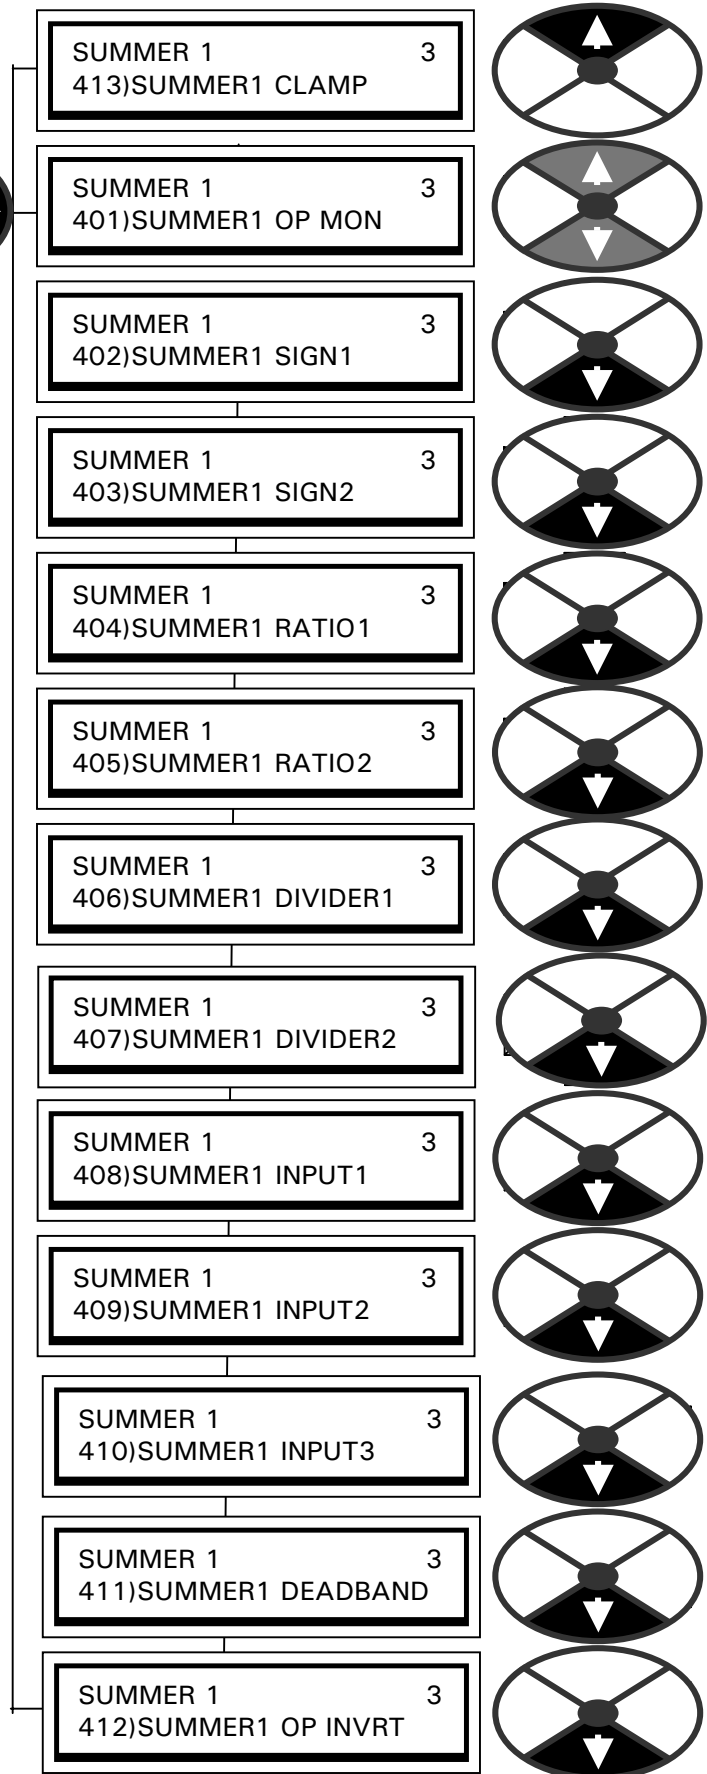 SUMMER 1 3
413)SUMMER1 CLAMP
SUMMER 1 3
401)SUMMER1 OP MON
SUMMER 1 3
402)SUMMER1 SIGN1
SUMMER 1 3
403)SUMMER1 SIGN2
SUMMER 1 3
404)SUMMER1 RATIO1
SUMMER 1 3
405)SUMMER1 RATIO2
SUMMER 1 3
406)SUMMER1 DIVIDER1
SUMMER 1 3
407)SUMMER1 DIVIDER2
SUMMER 1 3
408)SUMMER1 INPUT1
SUMMER 1 3
409)SUMMER1 INPUT2
SUMMER 1 3
410)SUMMER1 INPUT3
SUMMER 1 3
411)SUMMER1 DEADBAND
SUMMER 1 3
412)SUMMER1 OP INVRT